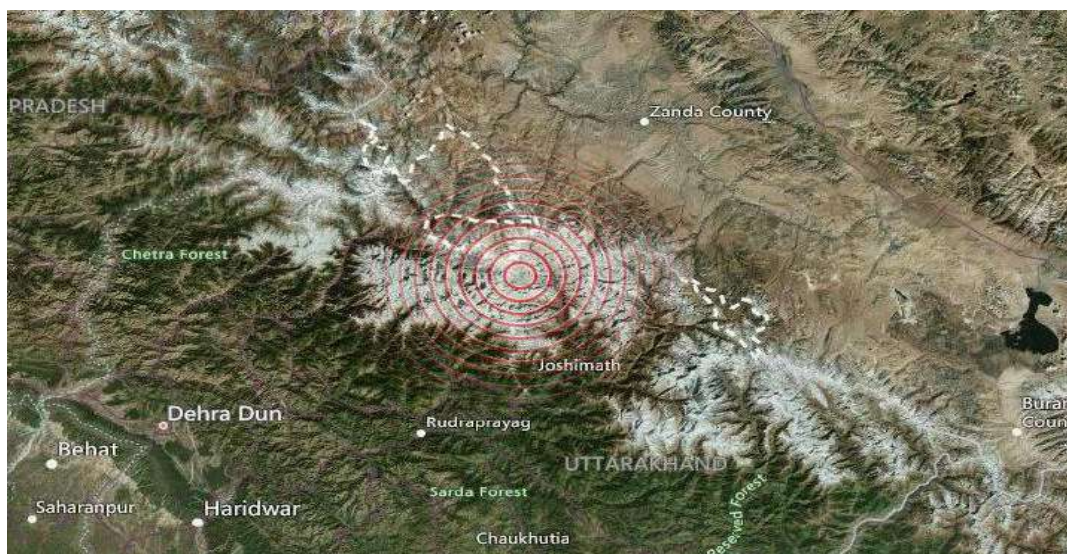 PRADESH
Zanda County
Chetra Forest
Joshimath
Dehra Dun
Rudraprayag
Buran
Coun
Behat
UTTARAKHAND
Sarda Forest
Reserved Forest
Saharanpur
Haridwar
Chaukhutia